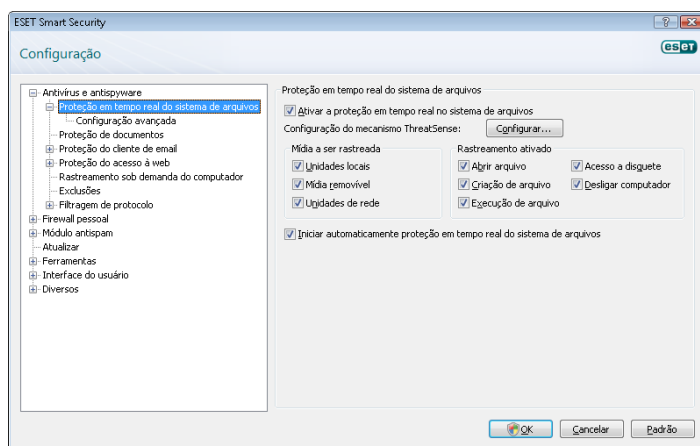 ESET Smart Security
Configuração
eset
Antivírus e antispyware
Proteção em tempo real do sistema de arquivos
Configuração avançada
Proteção de documentos
Proteção do cliente de email
Proteção do acesso à web
Rastreamento sob demanda do computador
Exclusões
Filtragem de protocolo
Firewall pessoal
Módulo antispam
Atualizar
Ferramentas
Interface do usuário
Diversos
Proteção em tempo real do sistema de arquivos
Ativar a proteção em tempo real no sistema de arquivos
Configuração do mecanismo ThreatSense: Configurar...
Mídia a ser rastreada
Unidades locais
Mídia removível
Unidades de rede
Rastreamento ativado
Abrir arquivo Acesso a disquete
Criação de arquivo Desligar computador
Execução de arquivo
Iniciar automaticamente proteção em tempo real do sistema de arquivos
OK Cancelar Padrão